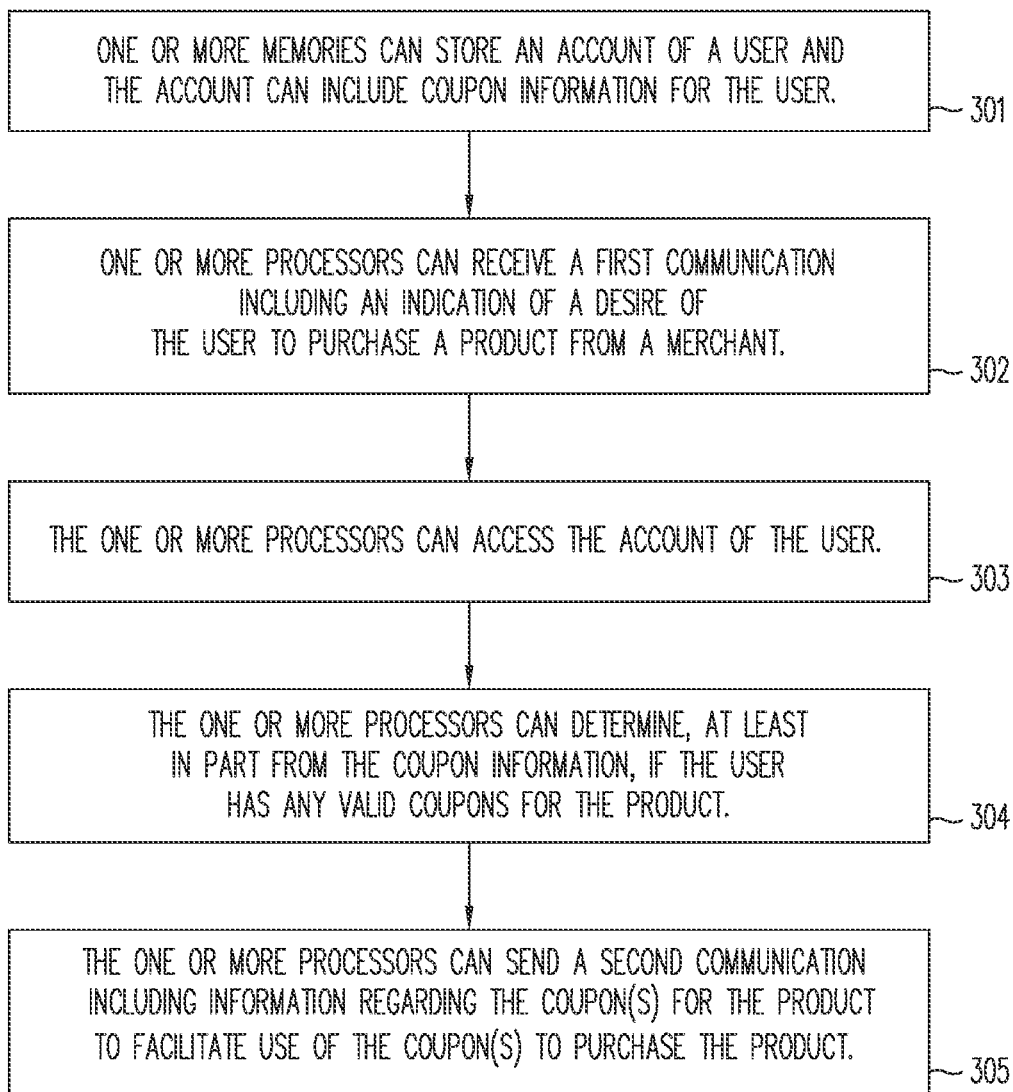 ONE OR MORE MEMORIES CAN STORE AN ACCOUNT OF A USER AND
THE ACCOUNT CAN INCLUDE COUPON INFORMATION FOR THE USER.
301
ONE OR MORE PROCESSORS CAN RECEIVE A FIRST COMMUNICATION
INCLUDING AN INDICATION OF A DESIRE OF
THE USER TO PURCHASE A PRODUCT FROM A MERCHANT.
302
THE ONE OR MORE PROCESSORS CAN ACCESS THE ACCOUNT OF THE USER.
303
THE ONE OR MORE PROCESSORS CAN DETERMINE, AT LEAST
IN PART FROM THE COUPON INFORMATION, IF THE USER
HAS ANY VALID COUPONS FOR THE PRODUCT.
304
THE ONE OR MORE PROCESSORS CAN SEND A SECOND COMMUNICATION
INCLUDING INFORMATION REGARDING THE COUPON(S) FOR THE PRODUCT
TO FACILITATE USE OF THE COUPON(S) TO PURCHASE THE PRODUCT.
305